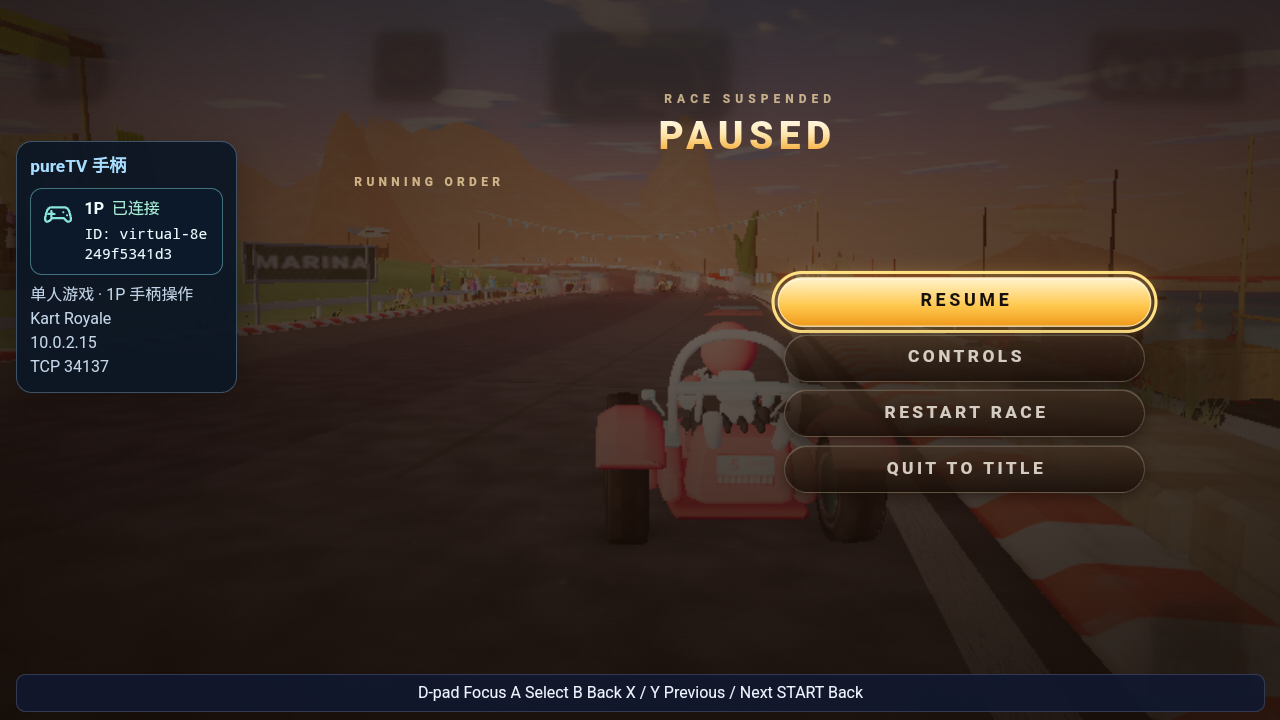 RACE SUSPENDED
PAUSED
pureTV 手柄
1P 已连接
ID: virtual-8e
249f5341d3
单人游戏 · 1P 手柄操作
Kart Royale
10.0.2.15
TCP 34137
RUNNING ORDER
MARINA
RESUME
CONTROLS
RESTART RACE
QUIT TO TITLE
D-pad Focus A Select B Back X / Y Previous / Next START Back